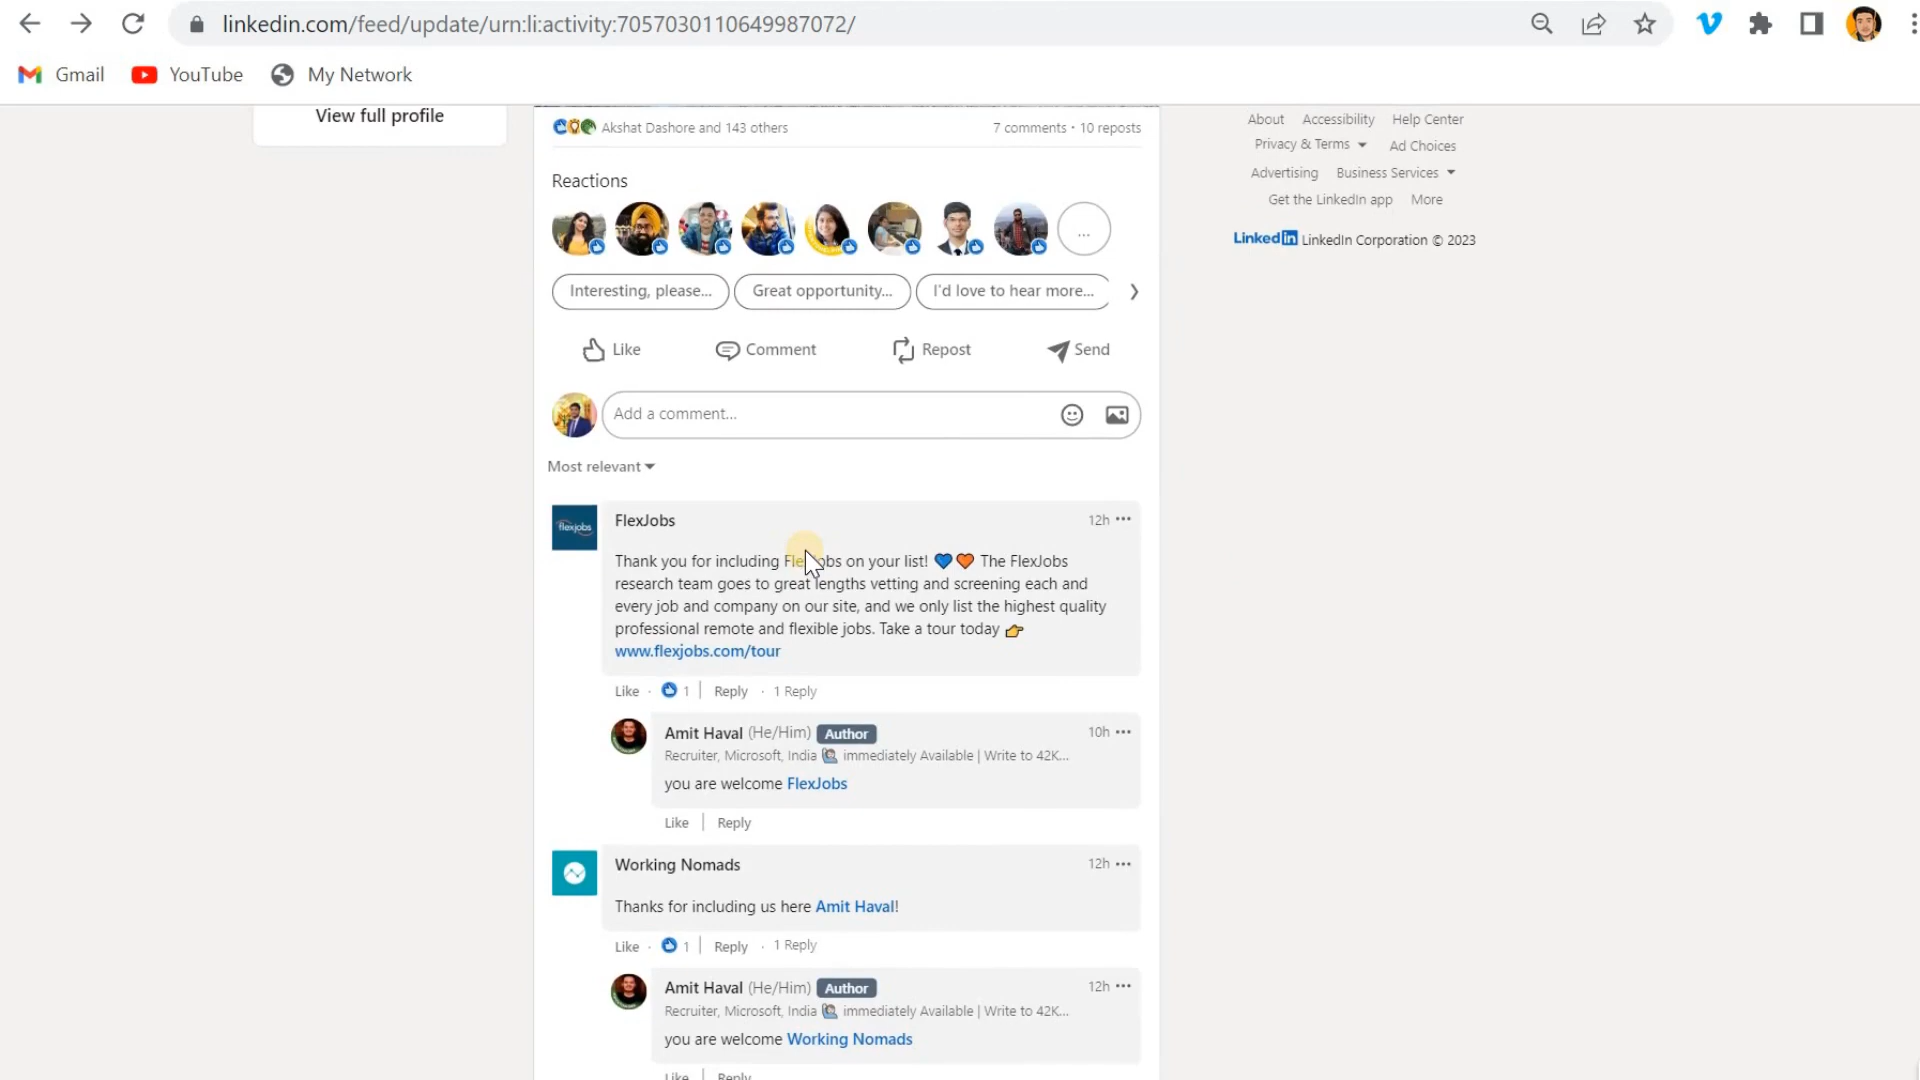 linkedin.com/feed/update/urn:li:activity:7057030110649987072/
Gmail YouTube My Network
View full profile
Akshat Dashore and 143 others 7 comments • 10 reposts
Reactions
...
Interesting, please... Great opportunity... I'd love to hear more...
Like Comment Repost Send
Add a comment...
Most relevant
flexjobs
FlexJobs 12h
Thank you for including FlexJobs on your list! 💙🧡 The FlexJobs
research team goes to great lengths vetting and screening each and
every job and company on our site, and we only list the highest quality
professional remote and flexible jobs. Take a tour today 👉
www.flexjobs.com/tour
Like · 1 | Reply · 1 Reply
Amit Haval (He/Him) Author 10h
Recruiter, Microsoft, India immediately Available | Write to 42K...
you are welcome FlexJobs
Like | Reply
Working Nomads 12h
Thanks for including us here Amit Haval!
Like · 1 | Reply · 1 Reply
Amit Haval (He/Him) Author 12h
Recruiter, Microsoft, India immediately Available | Write to 42K...
you are welcome Working Nomads
Like | Reply
About Accessibility Help Center
Privacy & Terms Ad Choices
Advertising Business Services
Get the LinkedIn app More
LinkedIn LinkedIn Corporation © 2023